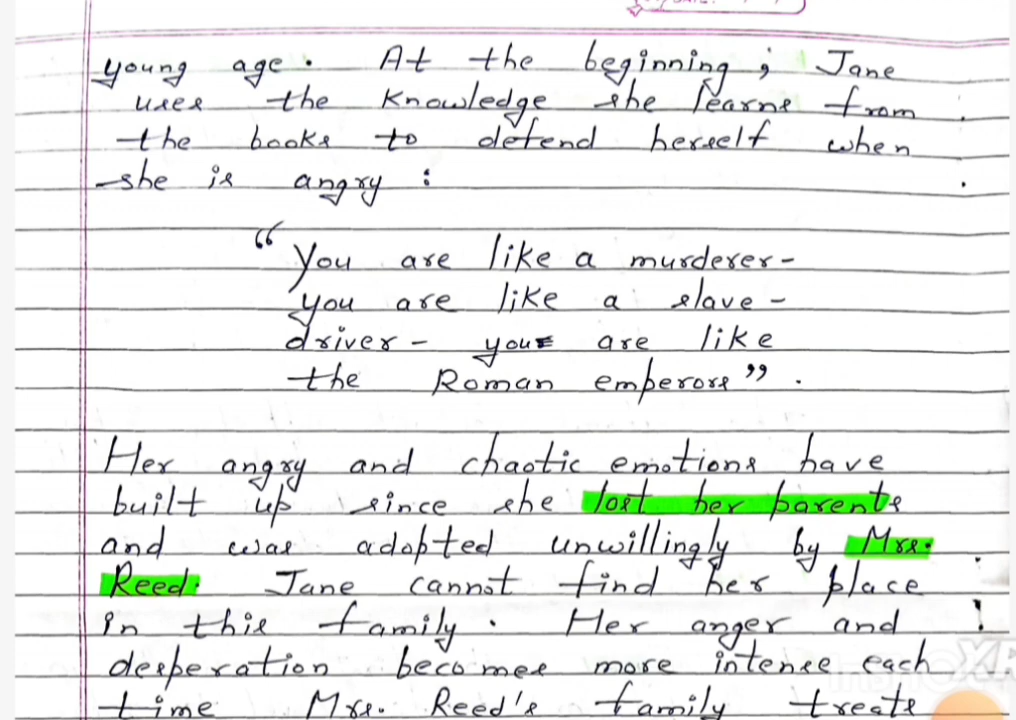 young age. At the beginning ; Jane
uses the knowledge she learns from
the books to defend herself when
she is angry :
"You are like a murderer -
you are like a slave -
driver - you are like
the Roman emperors".
Her angry and chaotic emotions have
built up since she lost her parents
and was adopted unwillingly by Mrs.
Reed. Jane cannot find her place
in this family. Her anger and
desperation becomes more intense each
time Mrs. Reed's family treats